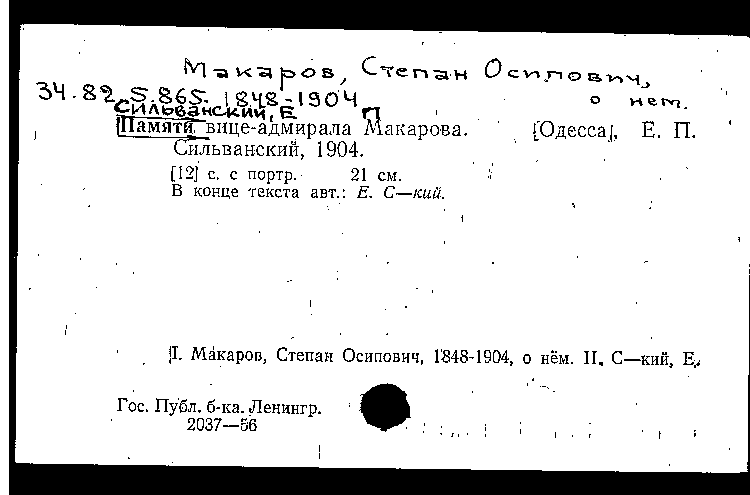 Макаров, Степан Осипович,
34.82.5.865. 1848-1904 о нем.
Сильванский, Е П
Памяти вице-адмирала Макарова. [Одесса], Е. П.
Сильванский, 1904.
[12] с. с портр. 21 см.
В конце текста авт.: Е. С—кий.
I. Макаров, Степан Осипович, 1848-1904, о нём. II. С—кий, Е.
Гос. Публ. б-ка. Ленингр.
2037—56